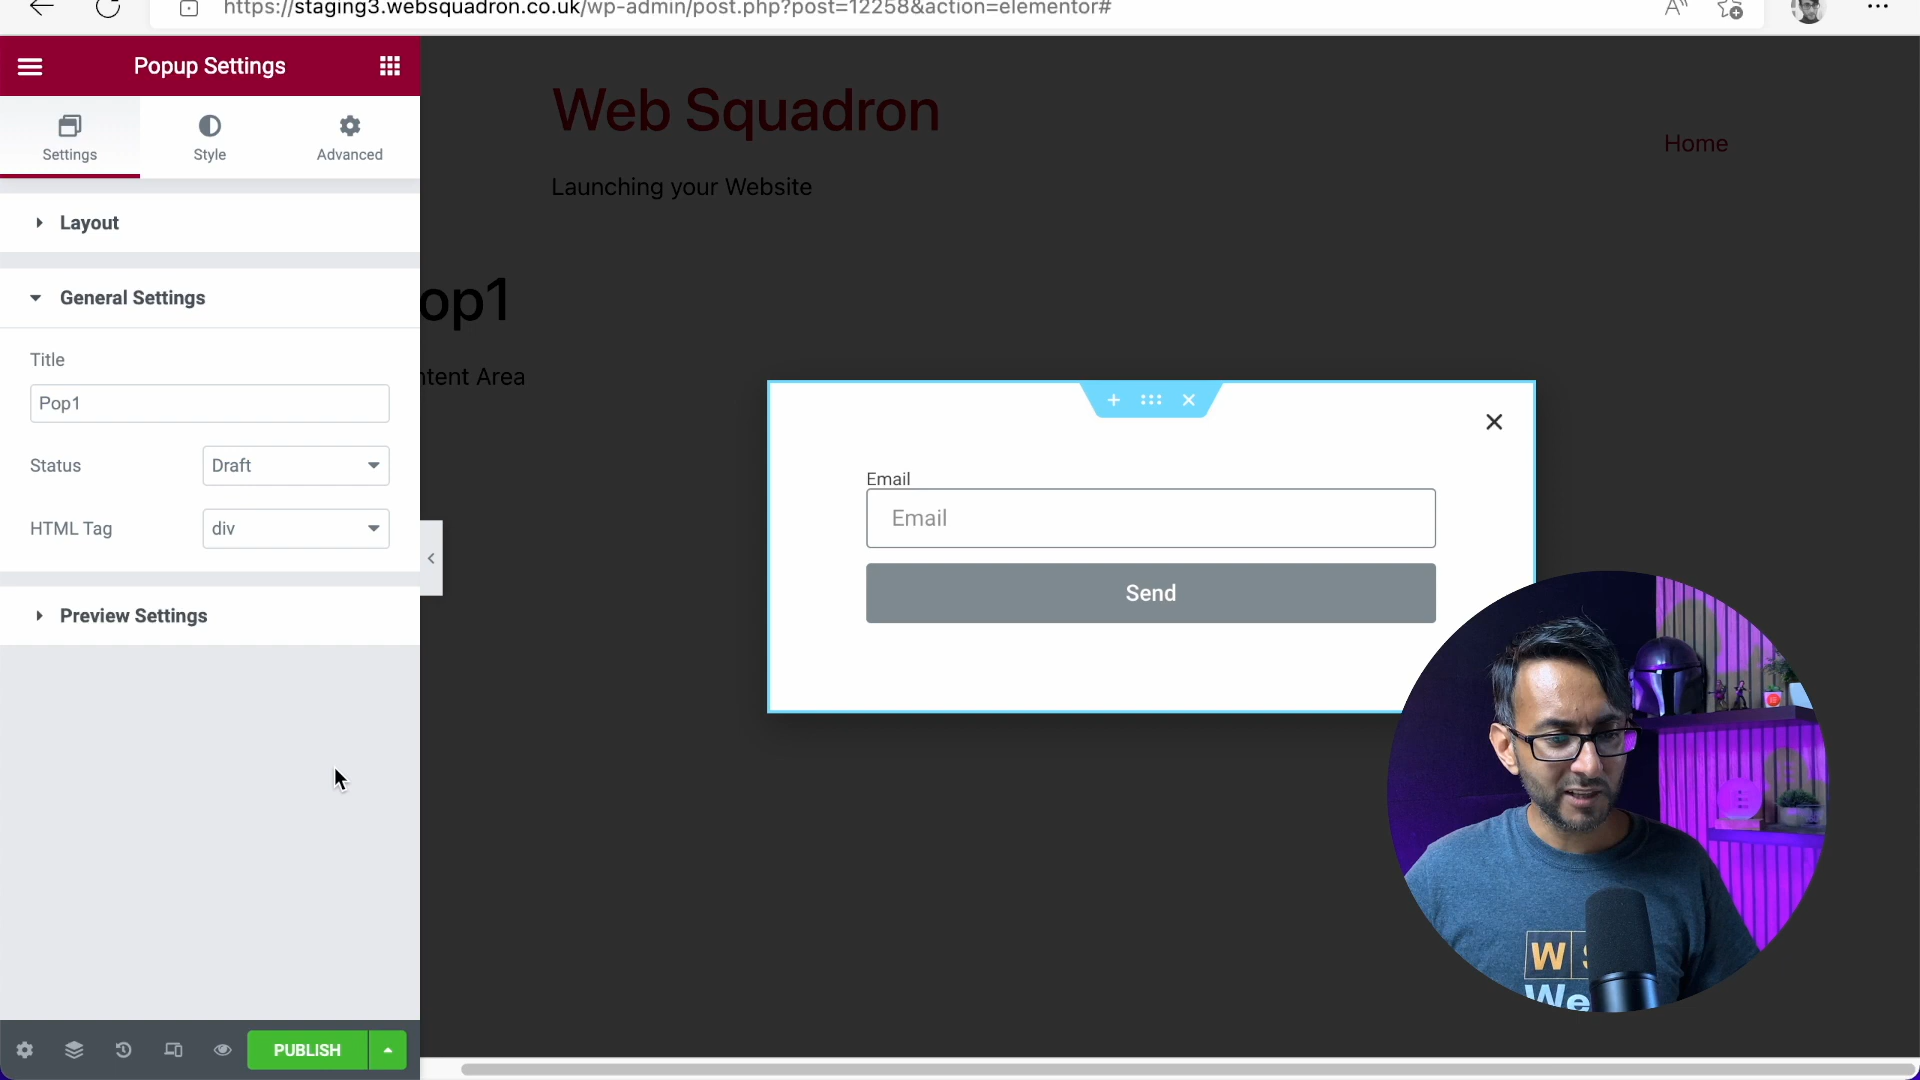 https://staging3.websquadron.co.uk/wp-admin/post.php?post=12258&action=elementor#
Popup Settings
Settings
Style
Advanced
Layout
General Settings
Title
Pop1
Status
Draft
HTML Tag
div
Preview Settings
PUBLISH
Web Squadron
Launching your Website
Home
op1
ntent Area
Email
Email
Send
W S
We